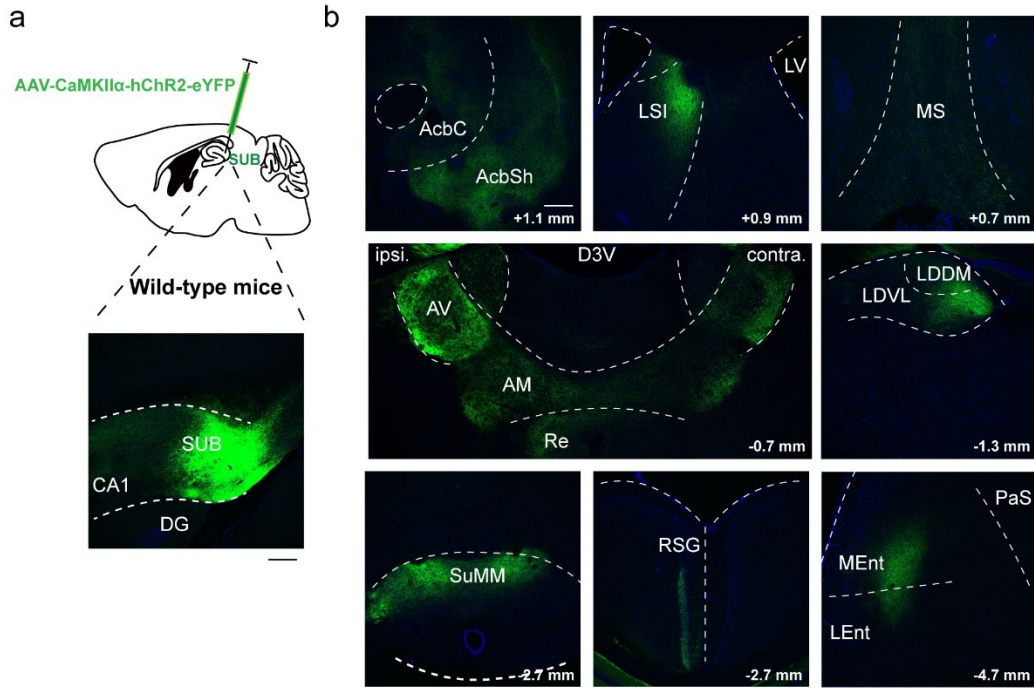 a
AAV-CaMKIIα-hChR2-eYFP
SUB
Wild-type mice
SUB
CA1
DG
b
AcbC
AcbSh
+1.1 mm
LV
LSI
+0.9 mm
MS
+0.7 mm
ipsi.
D3V
contra.
AV
AM
Re
-0.7 mm
LDDM
LDVL
-1.3 mm
SuMM
-2.7 mm
RSG
-2.7 mm
PaS
MEnt
LEnt
-4.7 mm